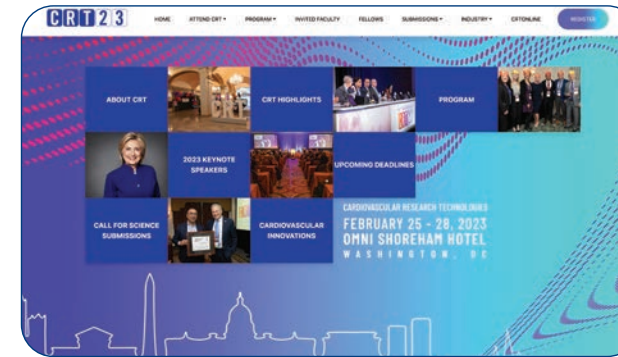 CRT 23
HOME
ATTEND CRT
PROGRAM
INVITED FACULTY
FELLOWS
SUBMISSIONS
INDUSTRY
CRTONLINE
REGISTER
ABOUT CRT
CRT HIGHLIGHTS
PROGRAM
2023 KEYNOTE
SPEAKERS
UPCOMING DEADLINES
CALL FOR SCIENCE
SUBMISSIONS
CARDIOVASCULAR
INNOVATIONS
CARDIOVASCULAR RESEARCH TECHNOLOGIES
FEBRUARY 25 - 28, 2023
OMNI SHOREHAM HOTEL
WASHINGTON, DC